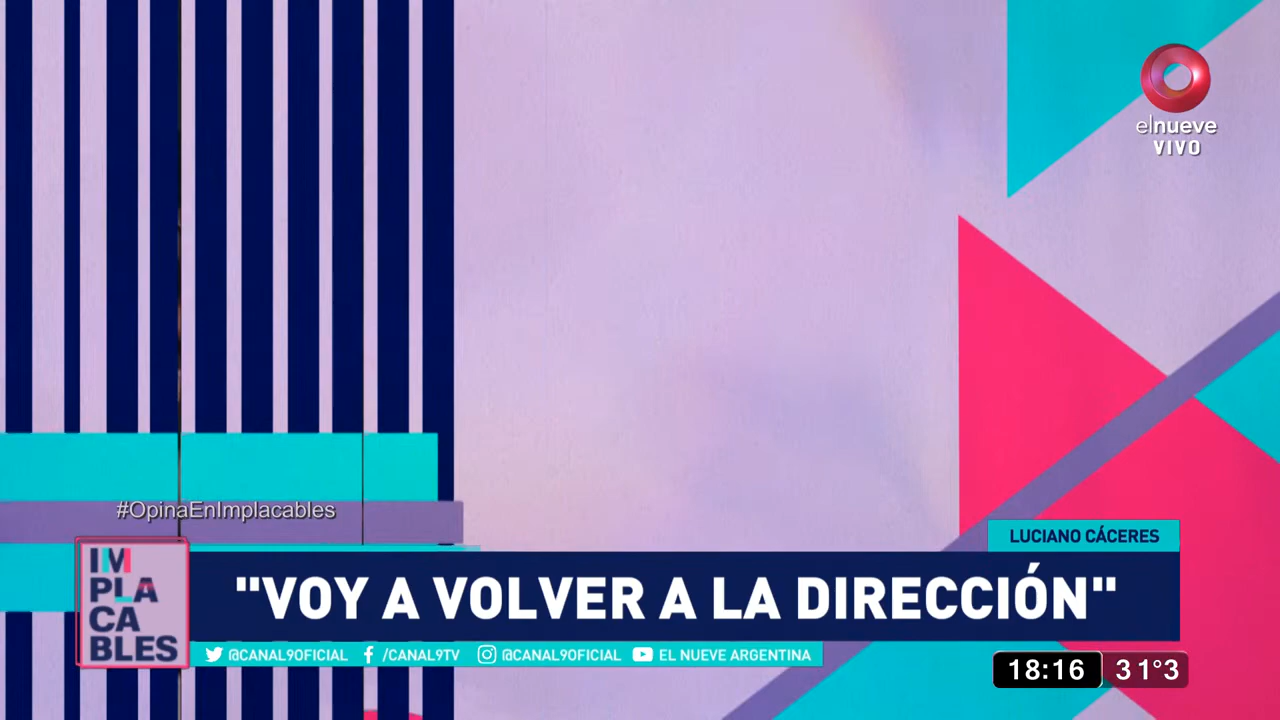 elnueve
VIVO
#OpinaEnImplacables
LUCIANO CÁCERES
IM
PLA
CA
BLES
"VOY A VOLVER A LA DIRECCIÓN"
@CANAL9OFICIAL /CANAL9TV @CANAL9OFICIAL EL NUEVE ARGENTINA
18:16 31°3